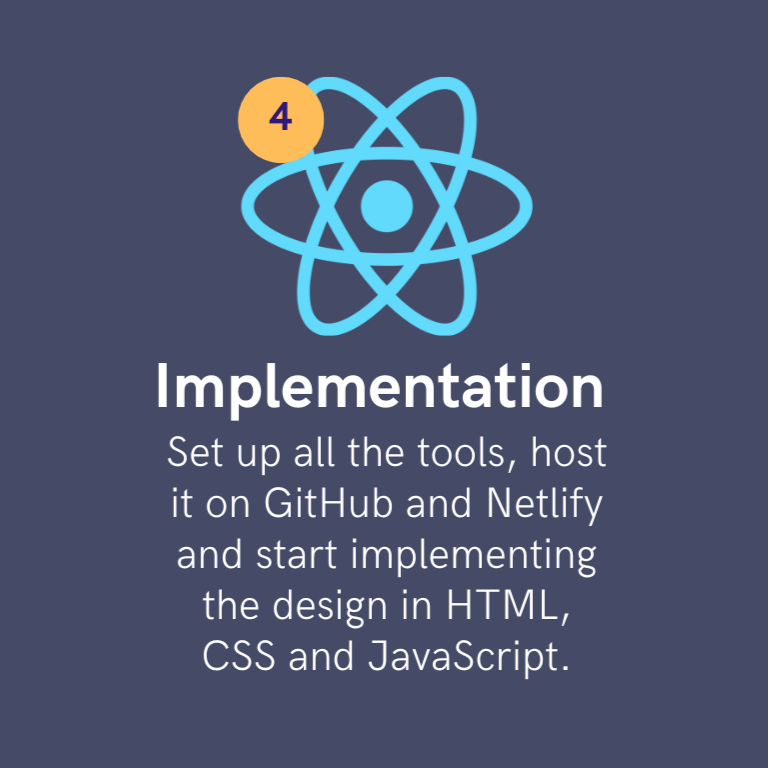 4
Implementation
Set up all the tools, host
it on GitHub and Netlify
and start implementing
the design in HTML,
CSS and JavaScript.